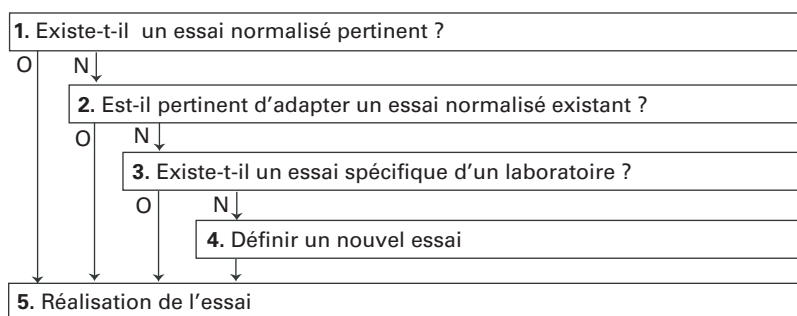 1. Existe-t-il un essai normalisé pertinent ?
O N
2. Est-il pertinent d'adapter un essai normalisé existant ?
O N
3. Existe-t-il un essai spécifique d'un laboratoire ?
O N
4. Définir un nouvel essai
5. Réalisation de l'essai